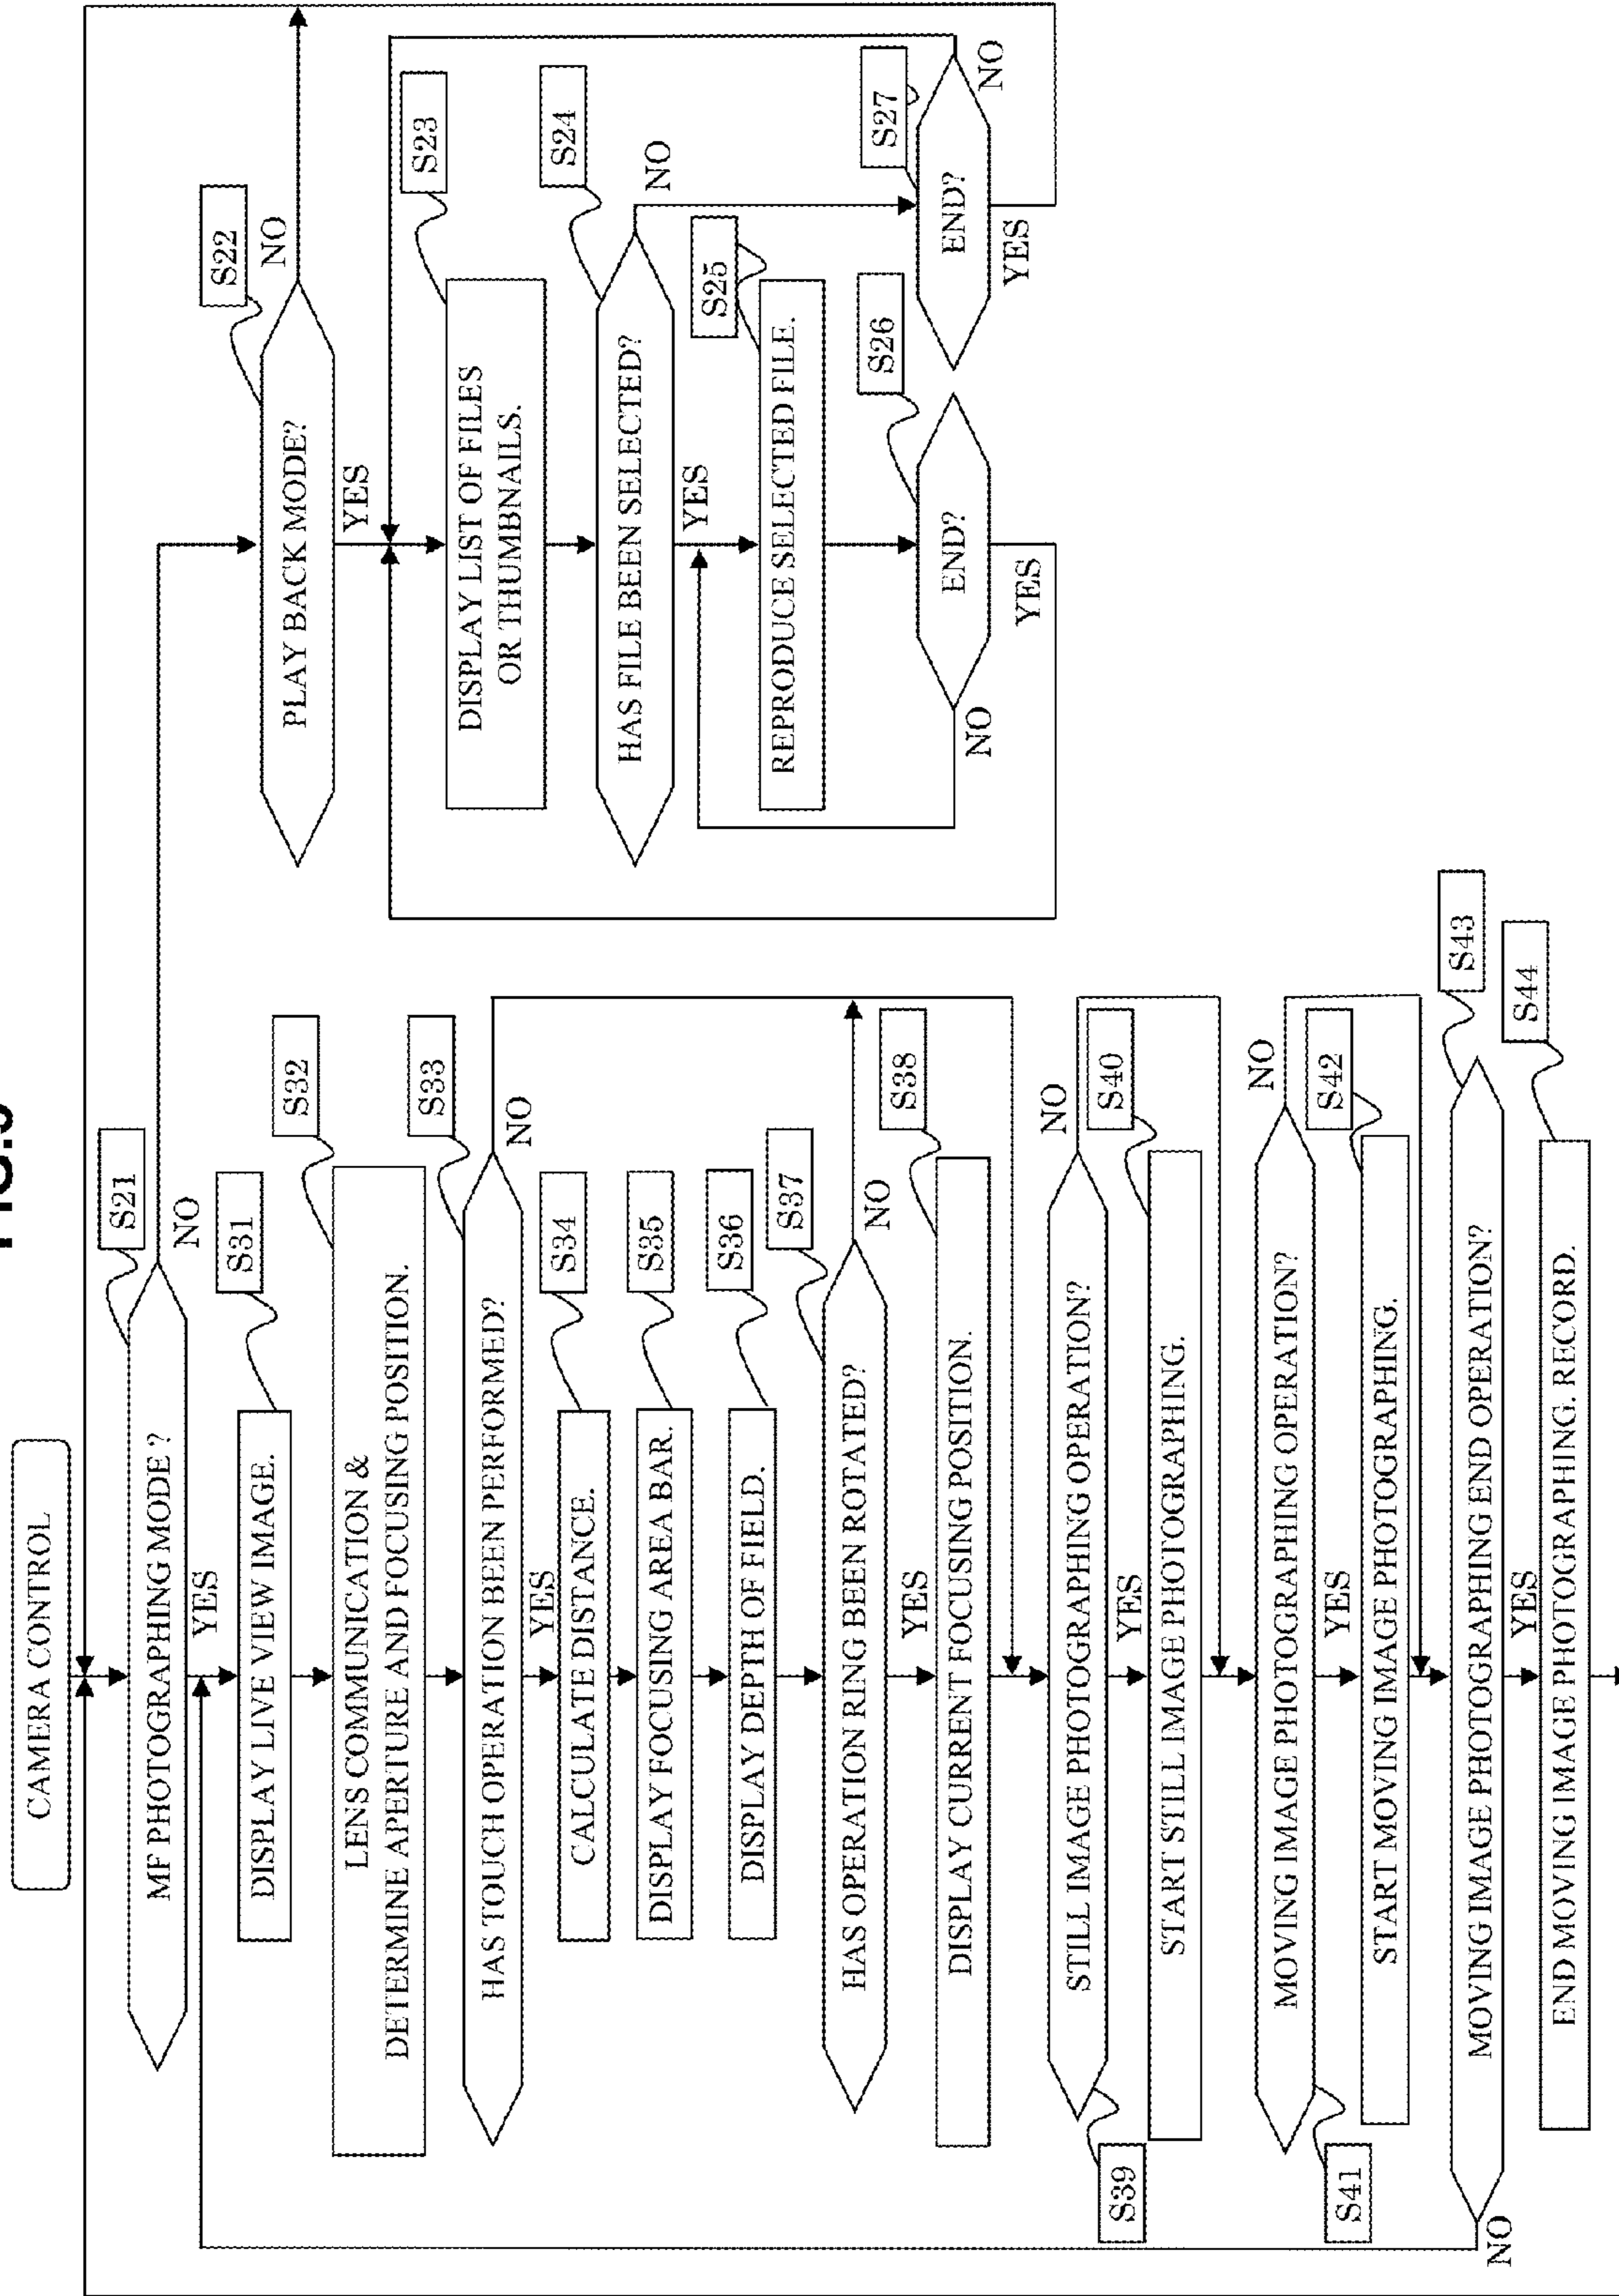 CAMERA CONTROL
S21
MF PHOTOGRAPHING MODE ?
NO
YES
S31
DISPLAY LIVE VIEW IMAGE.
S32
LENS COMMUNICATION &
DETERMINE APERTURE AND FOCUSING POSITION.
S33
HAS TOUCH OPERATION BEEN PERFORMED?
NO
YES
S34
CALCULATE DISTANCE.
S35
DISPLAY FOCUSING AREA BAR.
S36
DISPLAY DEPTH OF FIELD.
S37
HAS OPERATION RING BEEN ROTATED?
NO
YES
S38
DISPLAY CURRENT FOCUSING POSITION.
S39
STILL IMAGE PHOTOGRAPHING OPERATION?
NO
YES
S40
START STILL IMAGE PHOTOGRAPHING.
S41
MOVING IMAGE PHOTOGRAPHING OPERATION?
NO
YES
S42
START MOVING IMAGE PHOTOGRAPHING.
S43
MOVING IMAGE PHOTOGRAPHING END OPERATION?
NO
YES
S44
END MOVING IMAGE PHOTOGRAPHING. RECORD.
S22
PLAY BACK MODE?
NO
YES
S23
DISPLAY LIST OF FILES
OR THUMBNAILS.
S24
HAS FILE BEEN SELECTED?
NO
YES
S25
REPRODUCE SELECTED FILE.
S26
END?
NO
YES
S27
END?
NO
YES